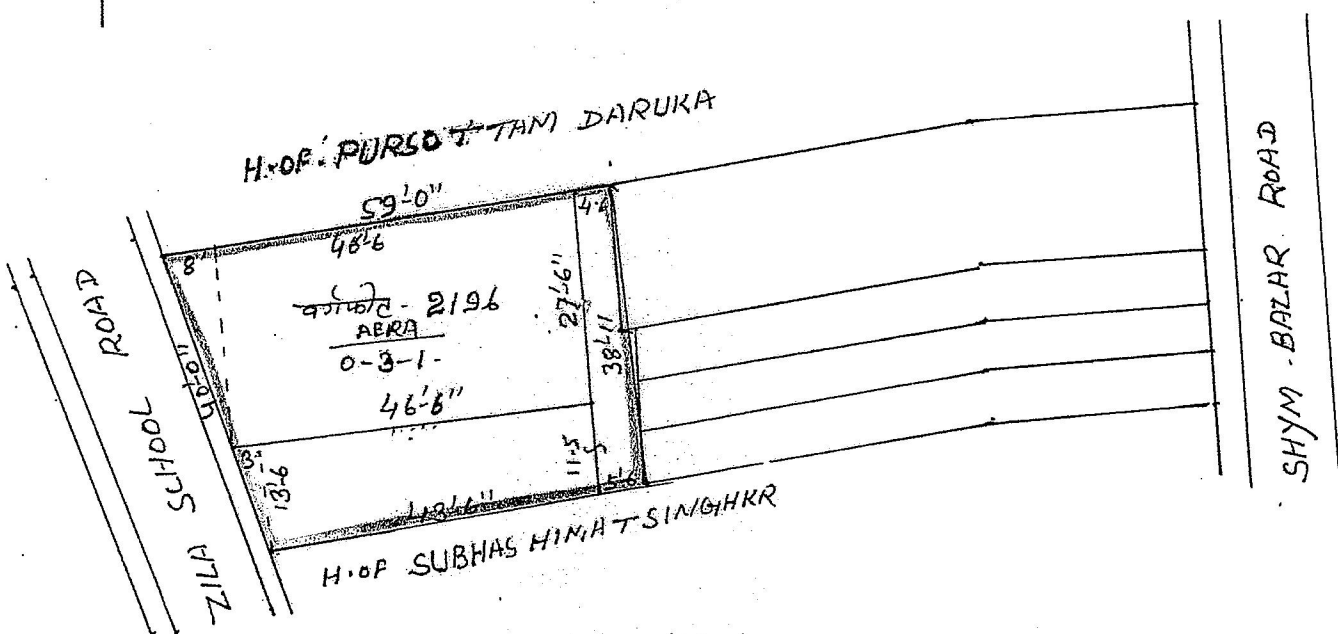 H.OF. PURSOTTAM DARUKA
59'-0"
48'-6
4'-6
8'
2196
AERA
0-3-1-
27'-6"
38'-11
46'-6"
40'-0"
3'
13'-6
11'-5
5'-6
H.OF SUBHAS HIMATSINGHKR
ZILA SCHOOL ROAD
SHYM - BAZAR ROAD